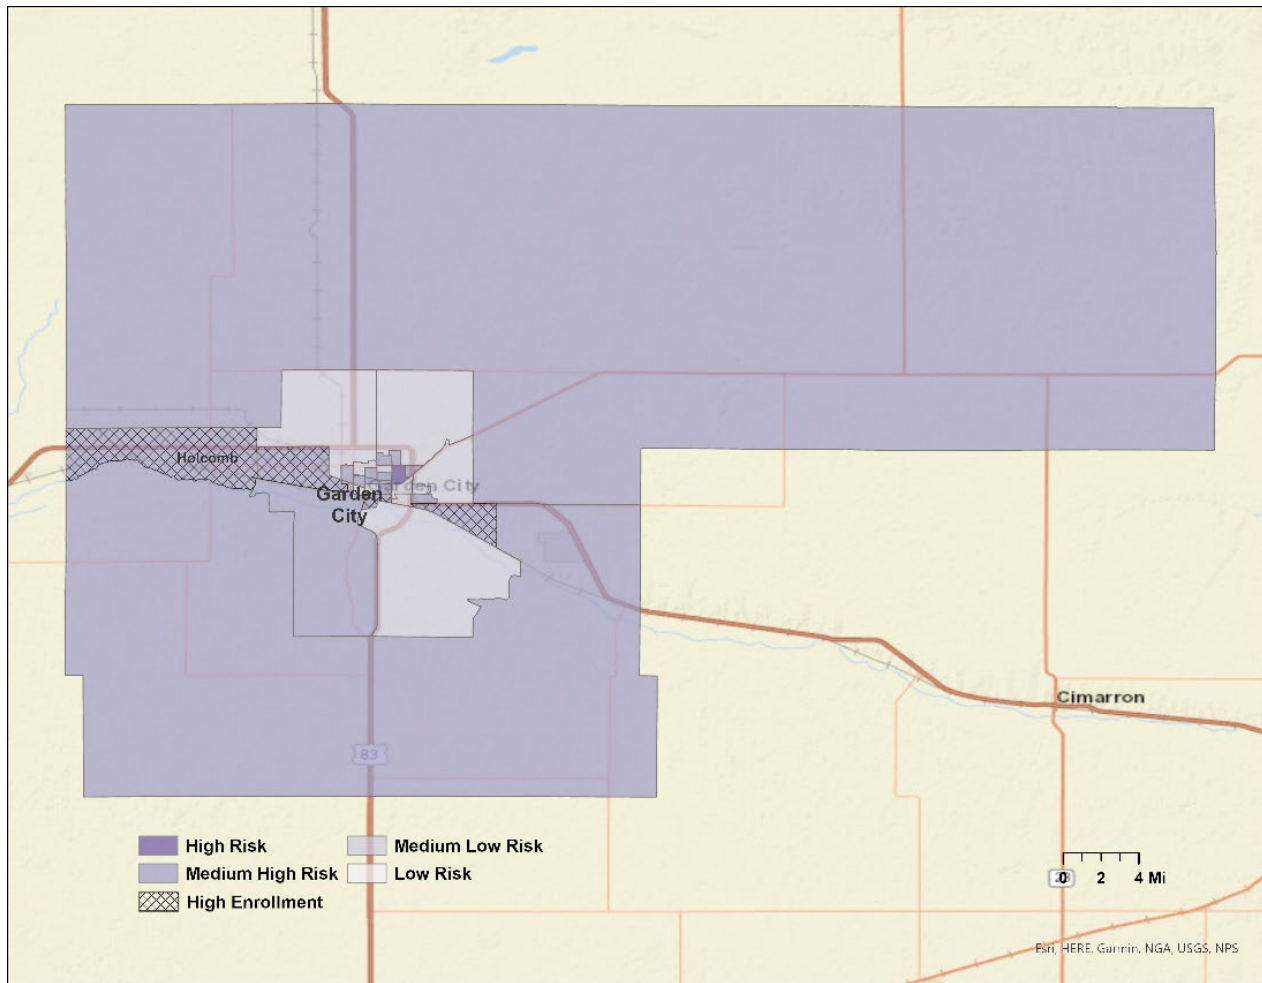 Holcomb
Garden City
Garden
City
Cimarron
83
High Risk
Medium Low Risk
Medium High Risk
Low Risk
High Enrollment
0 2 4 Mi
Esri, HERE, Garmin, NGA, USGS, NPS